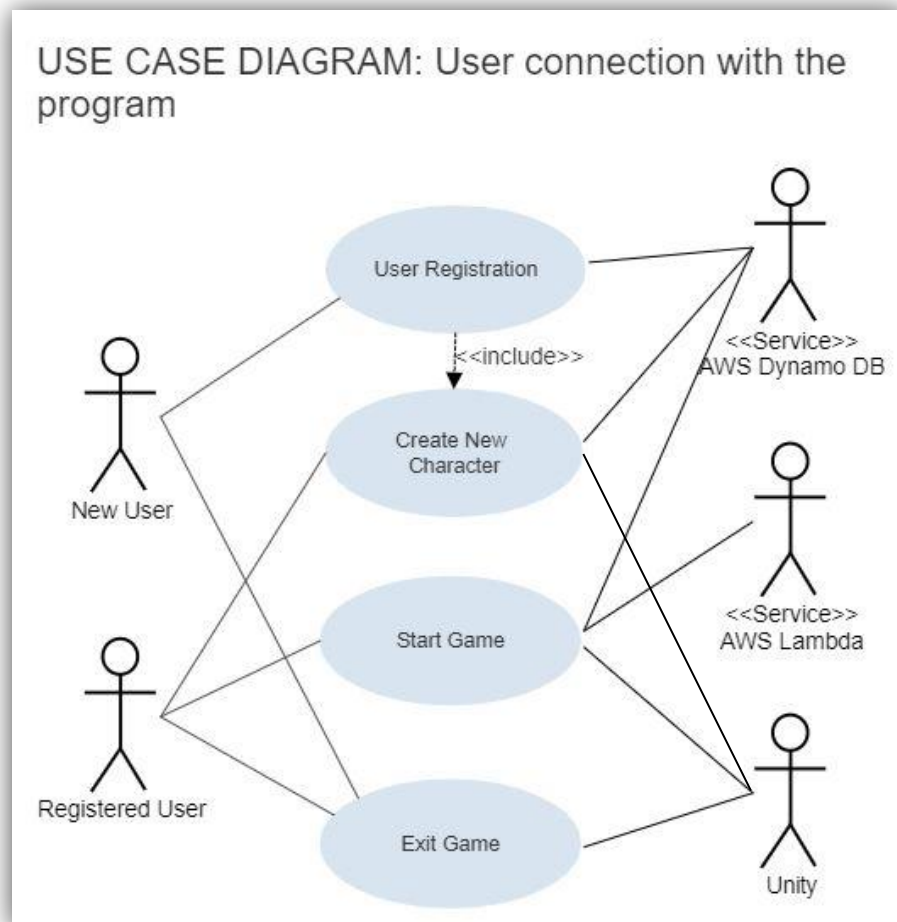 USE CASE DIAGRAM: User connection with the
program
User Registration
<<Service>>
AWS Dynamo DB
<<include>>
Create New
Character
New User
<<Service>>
AWS Lambda
Start Game
Registered User
Exit Game
Unity